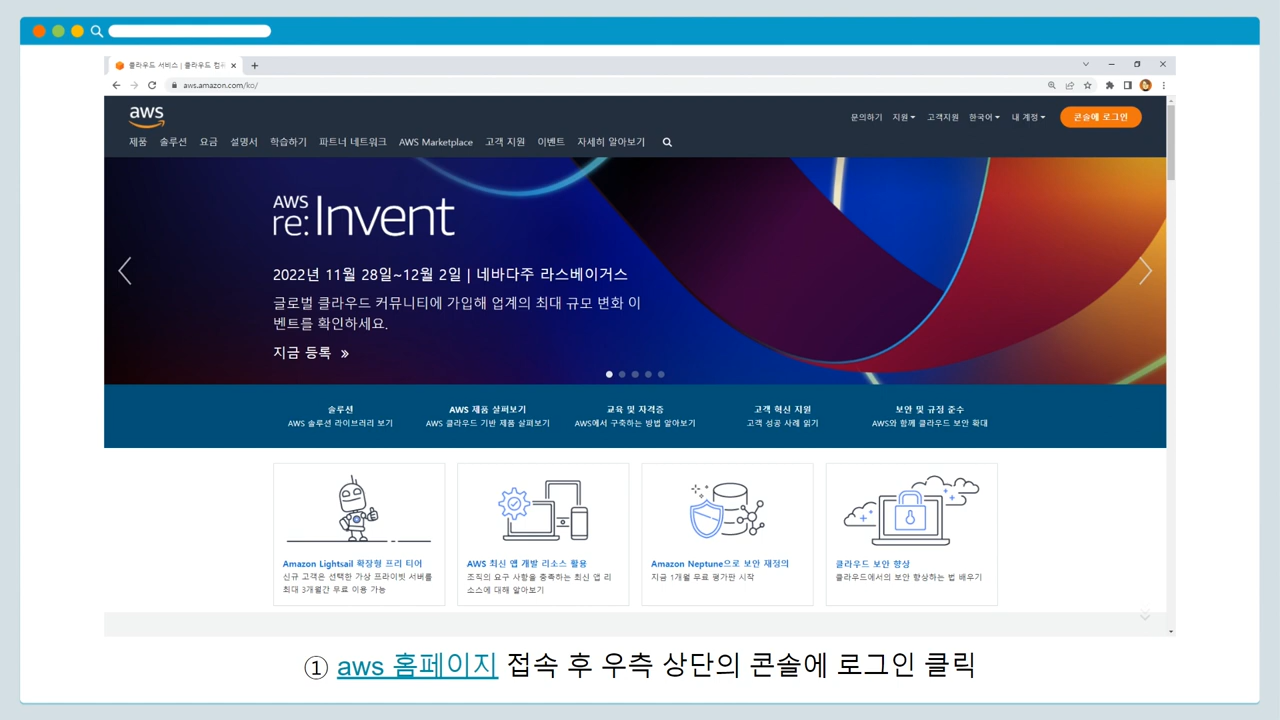 클라우드 서비스 | 클라우드 컴퓨
aws.amazon.com/ko/
aws
문의하기 지원 고객지원 한국어 내 계정 콘솔에 로그인
제품 솔루션 요금 설명서 학습하기 파트너 네트워크 AWS Marketplace 고객 지원 이벤트 자세히 알아보기
AWS
re:Invent
2022년 11월 28일~12월 2일 | 네바다주 라스베이거스
글로벌 클라우드 커뮤니티에 가입해 업계의 최대 규모 변화 이
벤트를 확인하세요.
지금 등록 »
솔루션 AWS 제품 살펴보기 교육 및 자격증 고객 혁신 지원 보안 및 규정 준수
AWS 솔루션 라이브러리 보기 AWS 클라우드 기반 제품 살펴보기 AWS에서 구축하는 방법 알아보기 고객 성공 사례 읽기 AWS와 함께 클라우드 보안 확대
Amazon Lightsail 확장형 프리 티어
신규 고객은 선택한 가상 프라이빗 서버를
최대 3개월간 무료 이용 가능
AWS 최신 앱 개발 리소스 활용
조직의 요구 사항을 충족하는 최신 앱 리
소스에 대해 알아보기
Amazon Neptune으로 보안 재정의
지금 1개월 무료 평가판 시작
클라우드 보안 향상
클라우드에서의 보안 향상하는 법 배우기
① aws 홈페이지 접속 후 우측 상단의 콘솔에 로그인 클릭